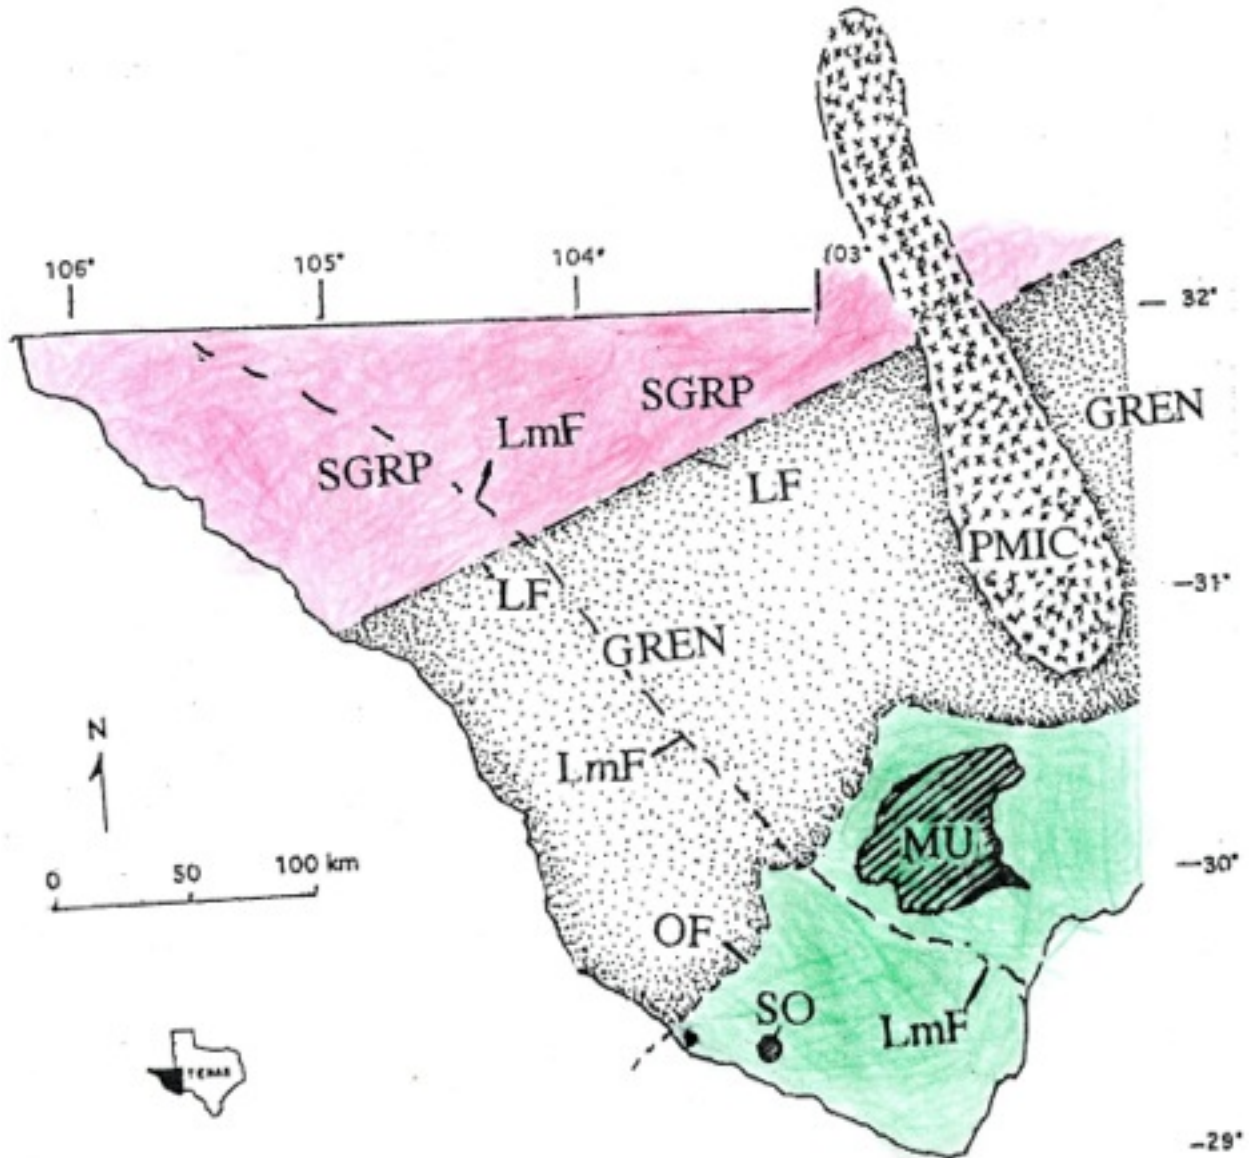 106°
105°
104°
103°
32°
SGRP
GREN
LmF
SGRP
LF
PMIC
31°
LF
GREN
N
LmF
MU
30°
0 50 100 km
OF
SO
LmF
TEXAS
29°